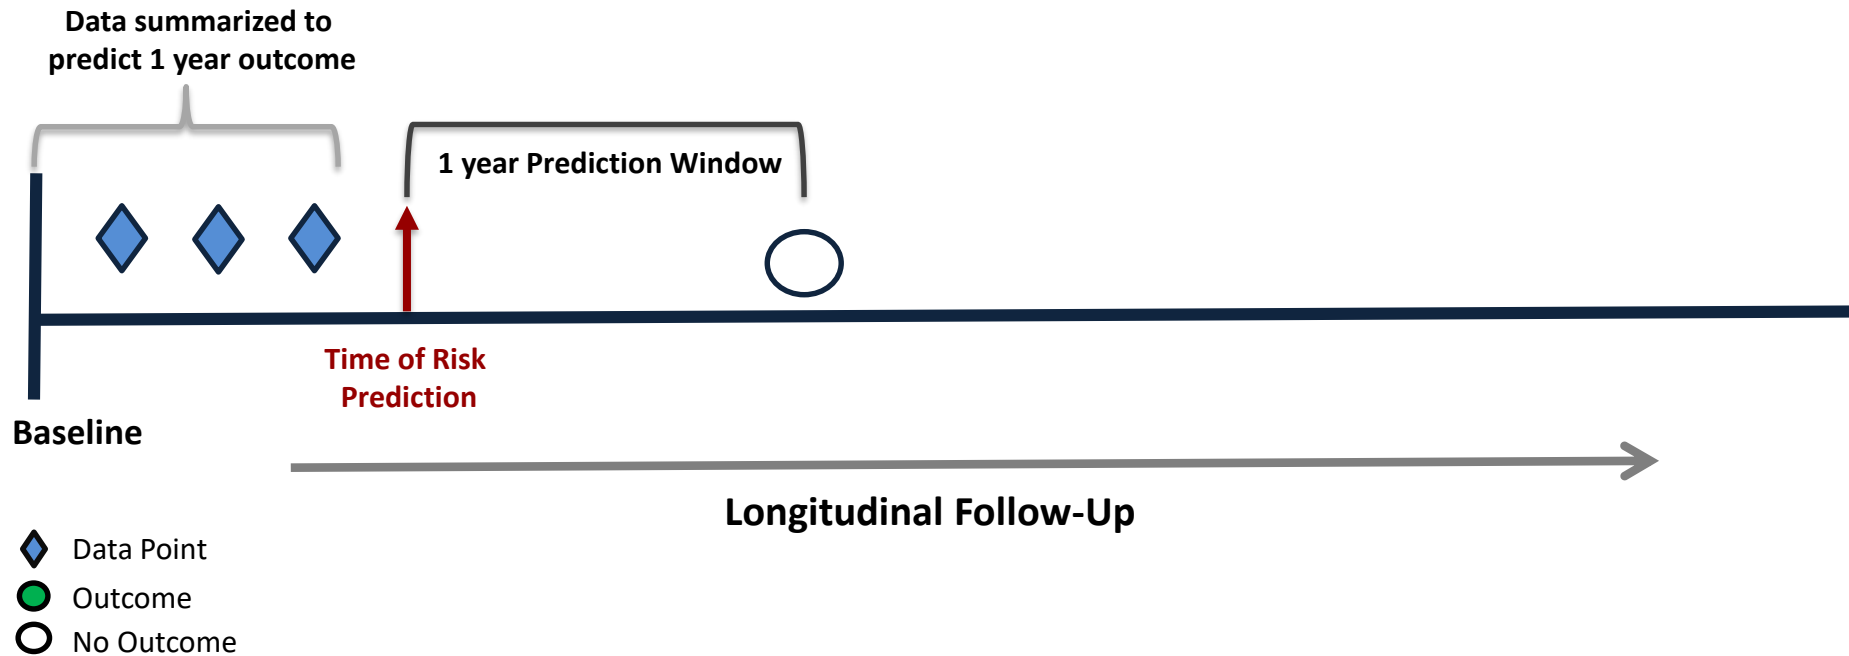 Data summarized to
predict 1 year outcome
1 year Prediction Window
Time of Risk
Prediction
Baseline
Longitudinal Follow-Up
Data Point
Outcome
No Outcome